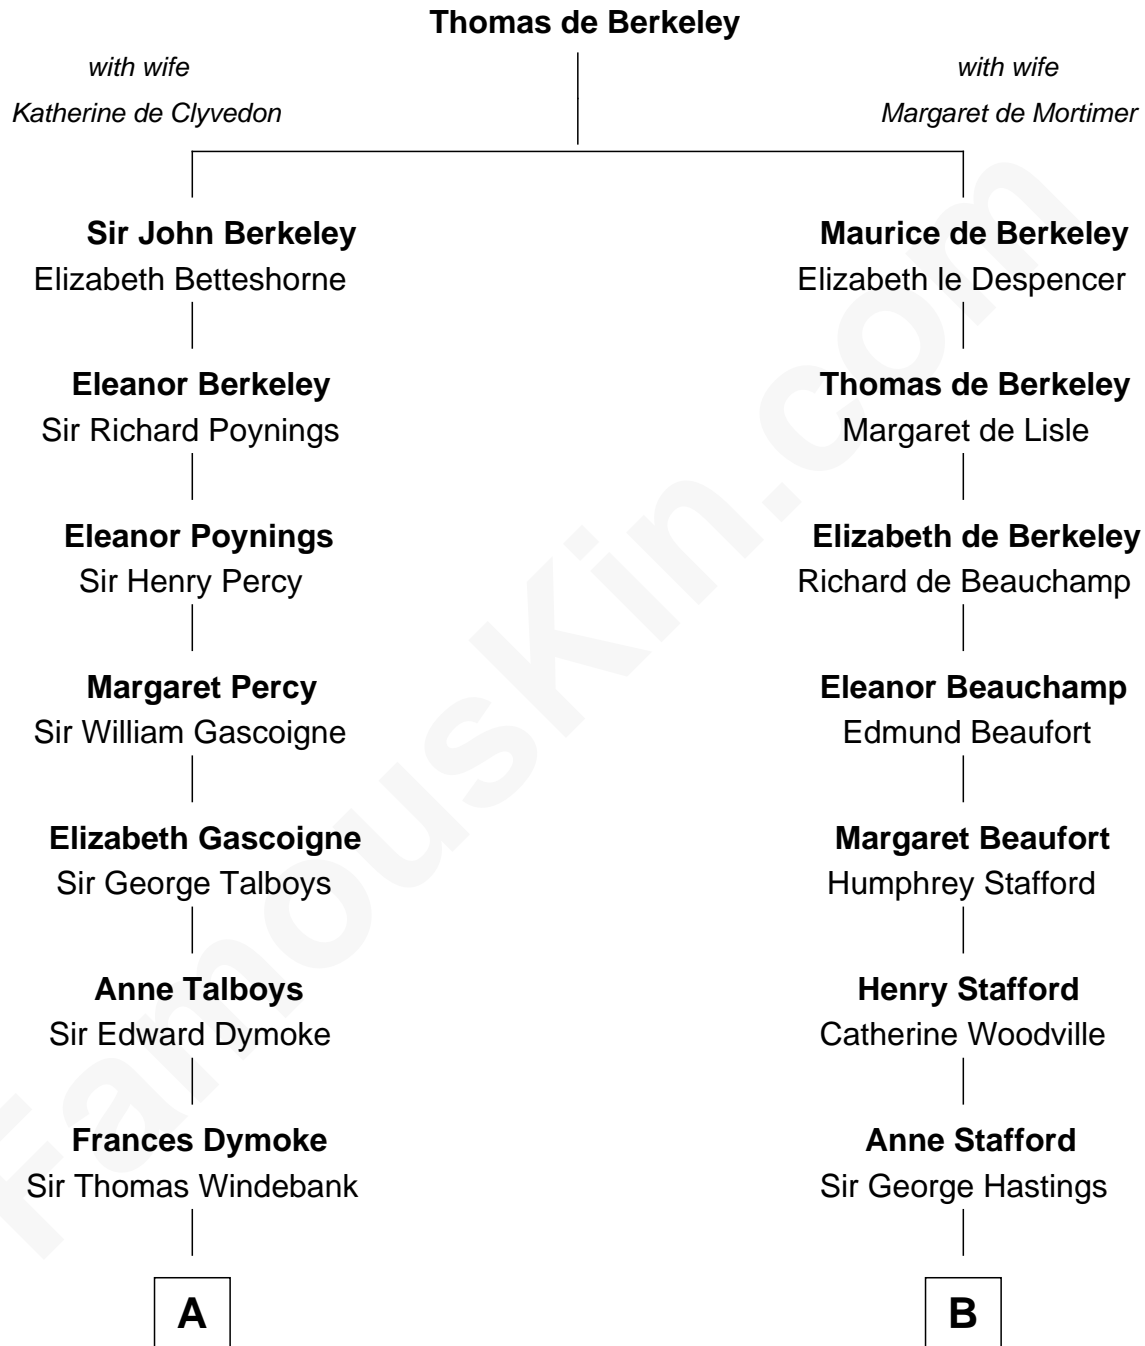 Thomas de Berkeley
with wife
Katherine de Clyvedon
with wife
Margaret de Mortimer
Sir John Berkeley
Elizabeth Betteshorne
Eleanor Berkeley
Sir Richard Poynings
Eleanor Poynings
Sir Henry Percy
Margaret Percy
Sir William Gascoigne
Elizabeth Gascoigne
Sir George Talboys
Anne Talboys
Sir Edward Dymoke
Frances Dymoke
Sir Thomas Windebank
A
Maurice de Berkeley
Elizabeth le Despencer
Thomas de Berkeley
Margaret de Lisle
Elizabeth de Berkeley
Richard de Beauchamp
Eleanor Beauchamp
Edmund Beaufort
Margaret Beaufort
Humphrey Stafford
Henry Stafford
Catherine Woodville
Anne Stafford
Sir George Hastings
B
FamousKin.com